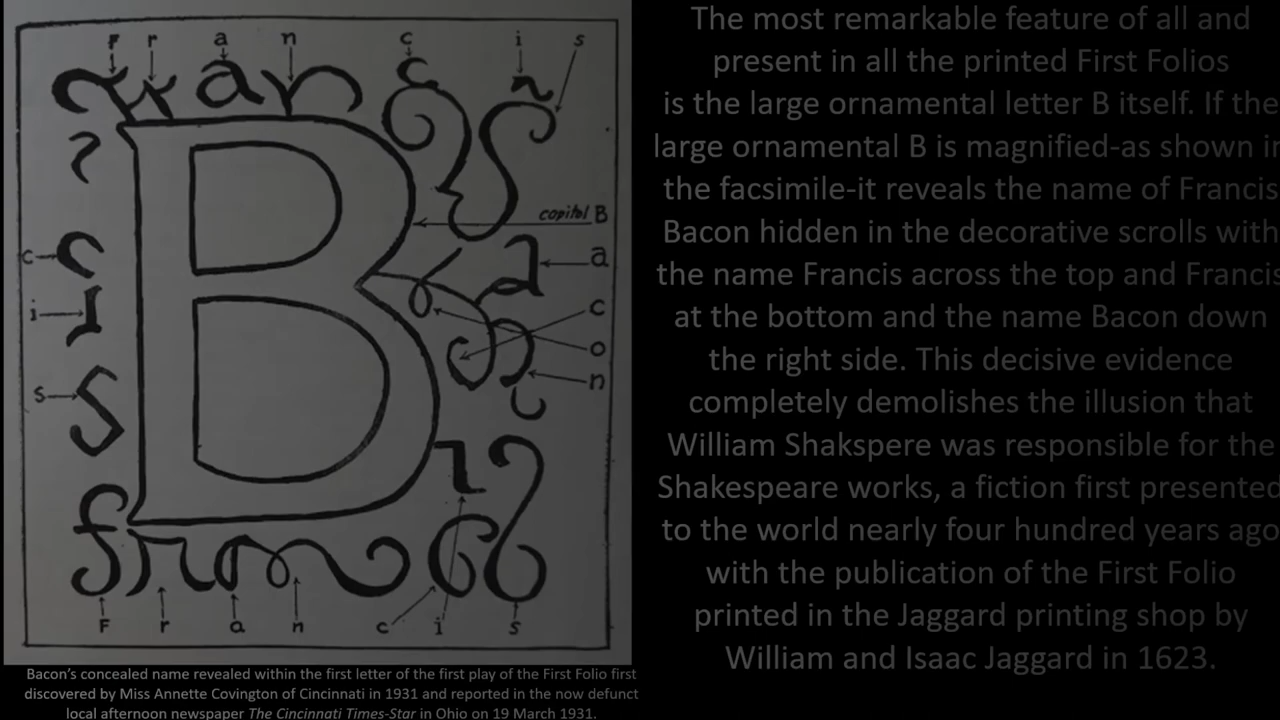 F r a n c i s
capitol B
a
c
i
c
o
n
s
F r a n c i s
Bacon's concealed name revealed within the first letter of the first play of the First Folio first
discovered by Miss Annette Covington of Cincinnati in 1931 and reported in the now defunct
local afternoon newspaper The Cincinnati Times-Star in Ohio on 19 March 1931.
The most remarkable feature of all and
present in all the printed First Folios
is the large ornamental letter B itself. If the
large ornamental B is magnified-as shown in
the facsimile-it reveals the name of Francis
Bacon hidden in the decorative scrolls with
the name Francis across the top and Francis
at the bottom and the name Bacon down
the right side. This decisive evidence
completely demolishes the illusion that
William Shakspere was responsible for the
Shakespeare works, a fiction first presented
to the world nearly four hundred years ago
with the publication of the First Folio
printed in the Jaggard printing shop by
William and Isaac Jaggard in 1623.